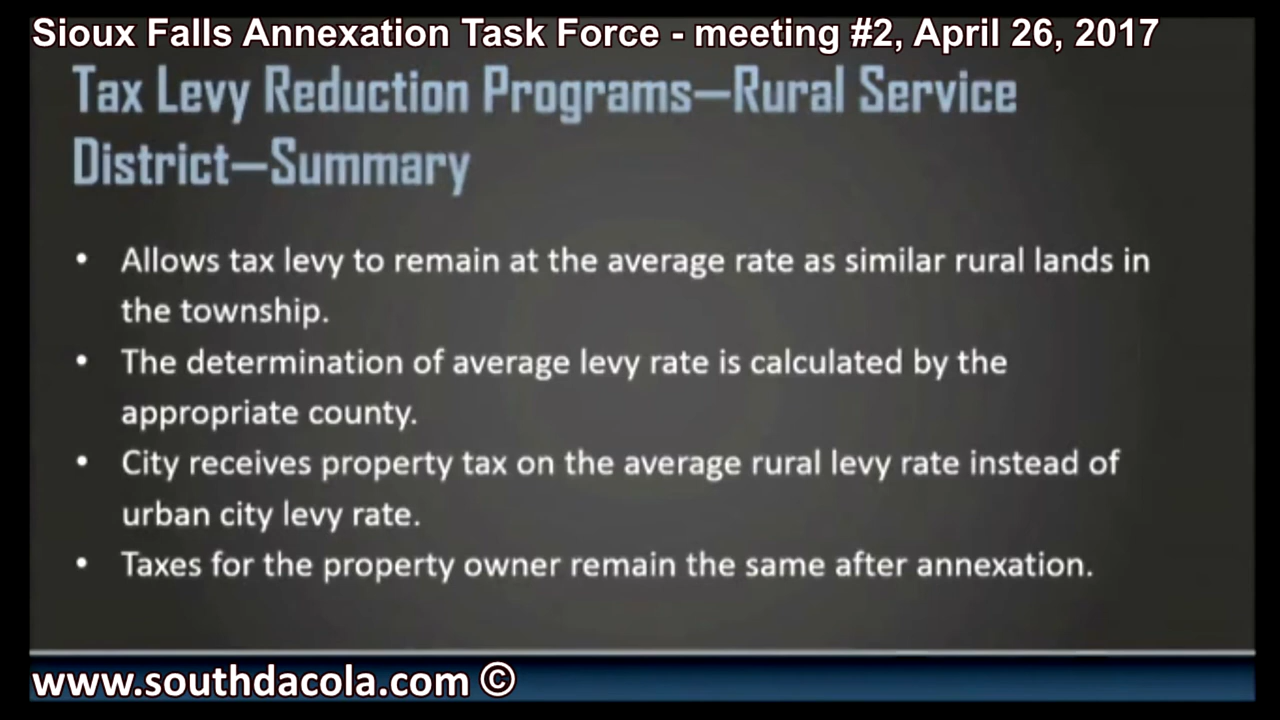 Sioux Falls Annexation Task Force - meeting #2, April 26, 2017
Tax Levy Reduction Programs—Rural Service
District—Summary
• Allows tax levy to remain at the average rate as similar rural lands in
the township.
• The determination of average levy rate is calculated by the
appropriate county.
• City receives property tax on the average rural levy rate instead of
urban city levy rate.
• Taxes for the property owner remain the same after annexation.
www.southdacola.com ©